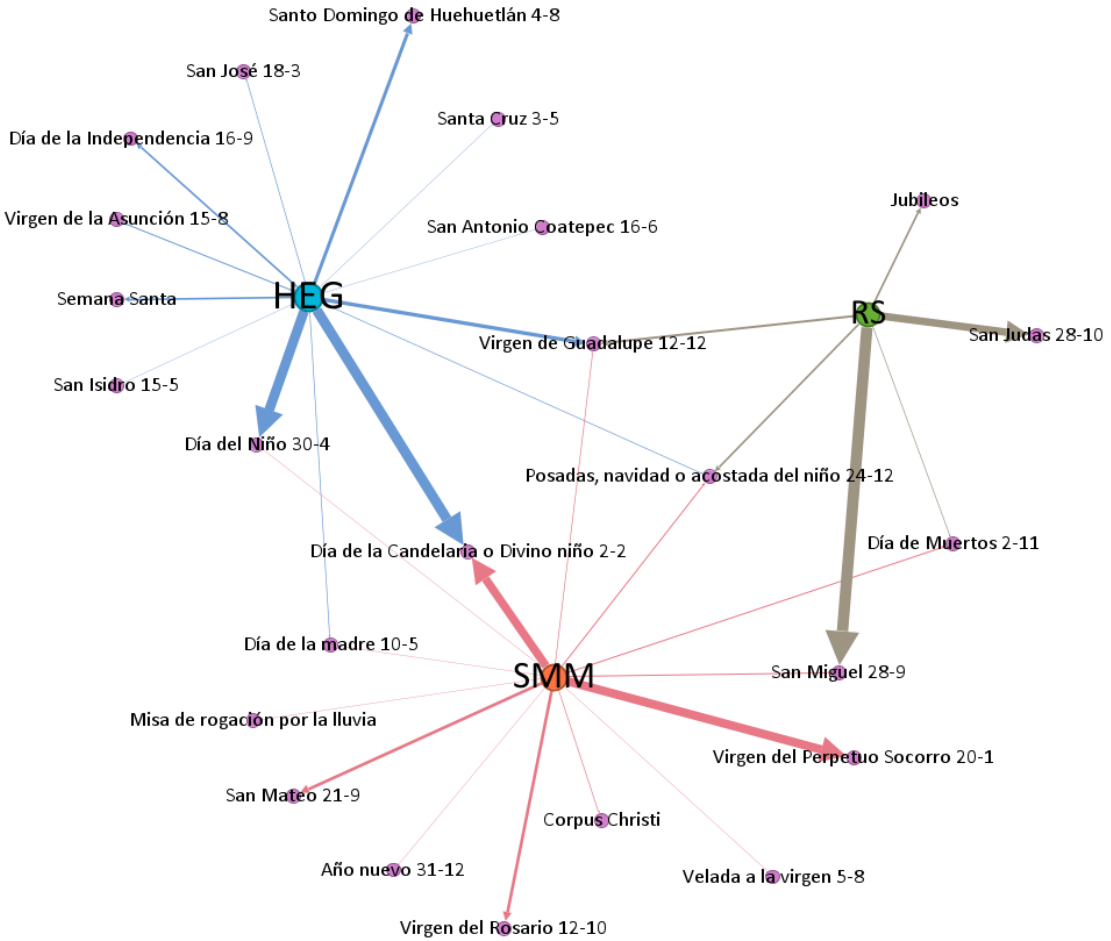 Santo Domingo de Huehuetlán 4-8
San José 18-3
Santa Cruz 3-5
Día de la Independencia 16-9
Jubileos
Virgen de la Asunción 15-8
San Antonio Coatepec 16-6
HEG
Semana Santa
RS
San Judas 28-10
Virgen de Guadalupe 12-12
San Isidro 15-5
Día del Niño 30-4
Posadas, navidad o acostada del niño 24-12
Día de Muertos 2-11
Día de la Candelaria o Divino niño 2-2
Día de la madre 10-5
SMM
San Miguel 28-9
Misa de rogación por la lluvia
Virgen del Perpetuo Socorro 20-1
San Mateo 21-9
Corpus Christi
Año nuevo 31-12
Velada a la virgen 5-8
Virgen del Rosario 12-10